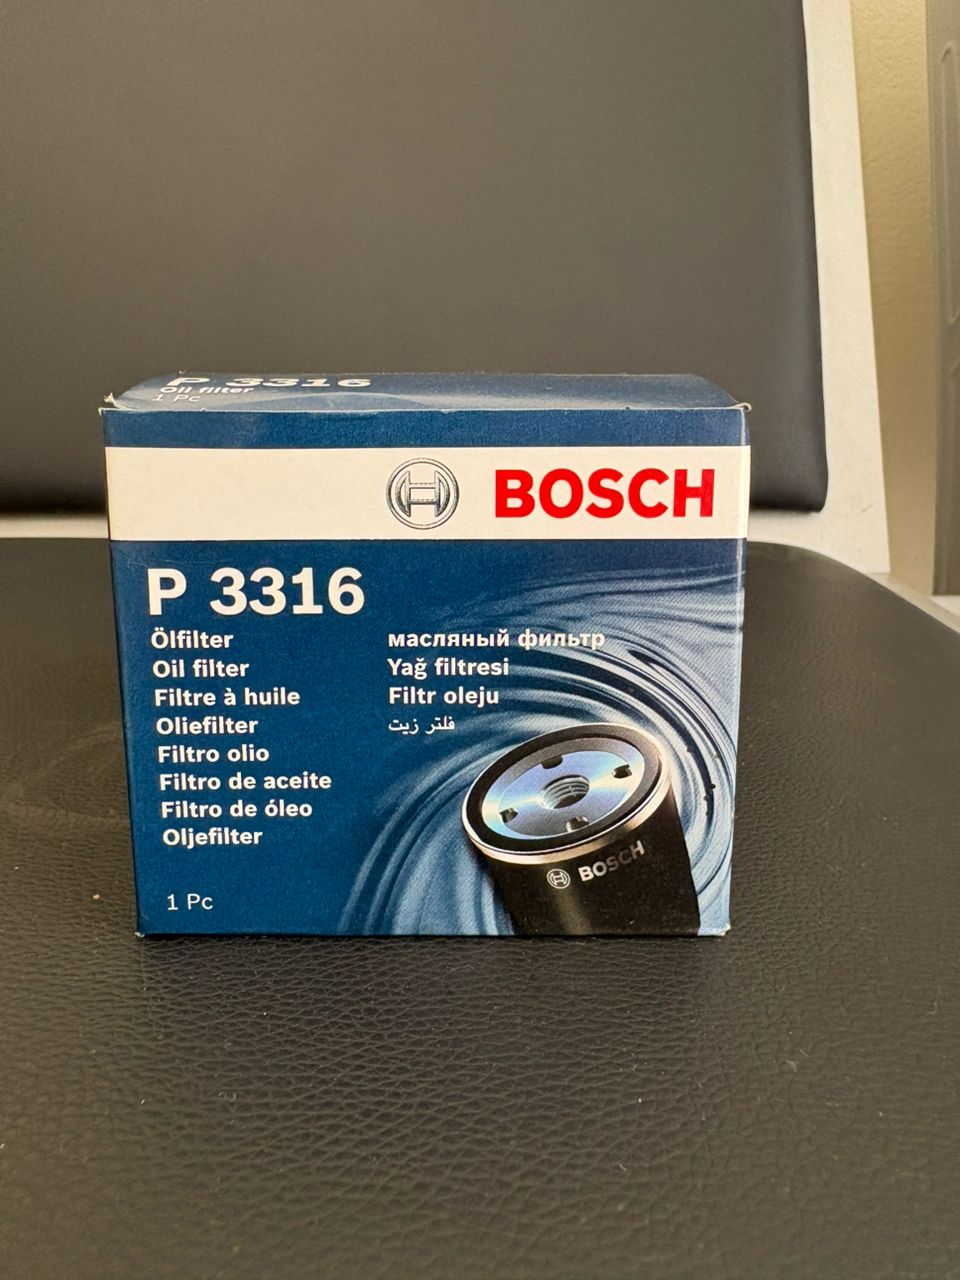 P 3316
Oil filter
1 Pc
BOSCH
P 3316
Ölfilter
Oil filter
Filtre à huile
Oliefilter
Filtro olio
Filtro de aceite
Filtro de óleo
Oljefilter
масляный фильтр
Yağ filtresi
Filtr oleju
فلتر زيت
1 Pc
BOSCH